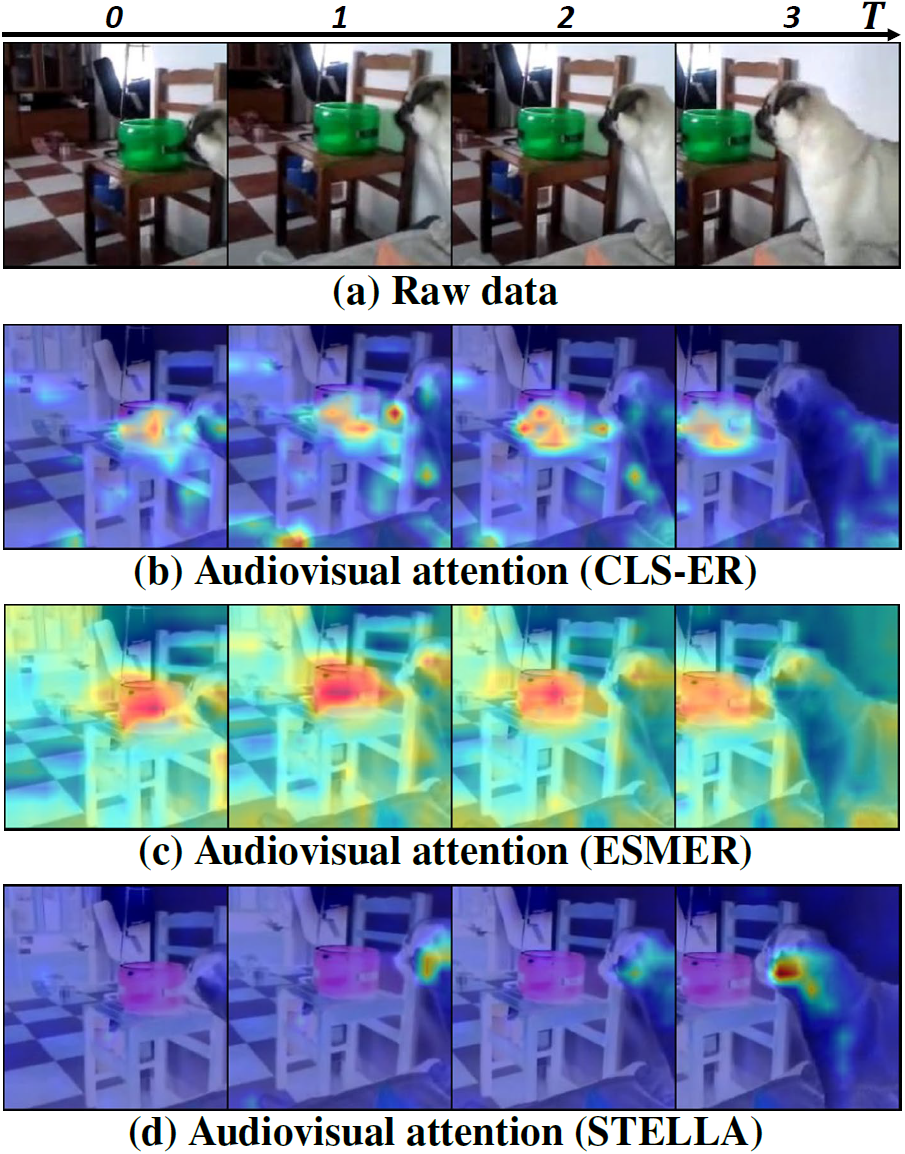 0 1 2 3 T
(a) Raw data
(b) Audiovisual attention (CLS-ER)
(c) Audiovisual attention (ESMER)
(d) Audiovisual attention (STELLA)